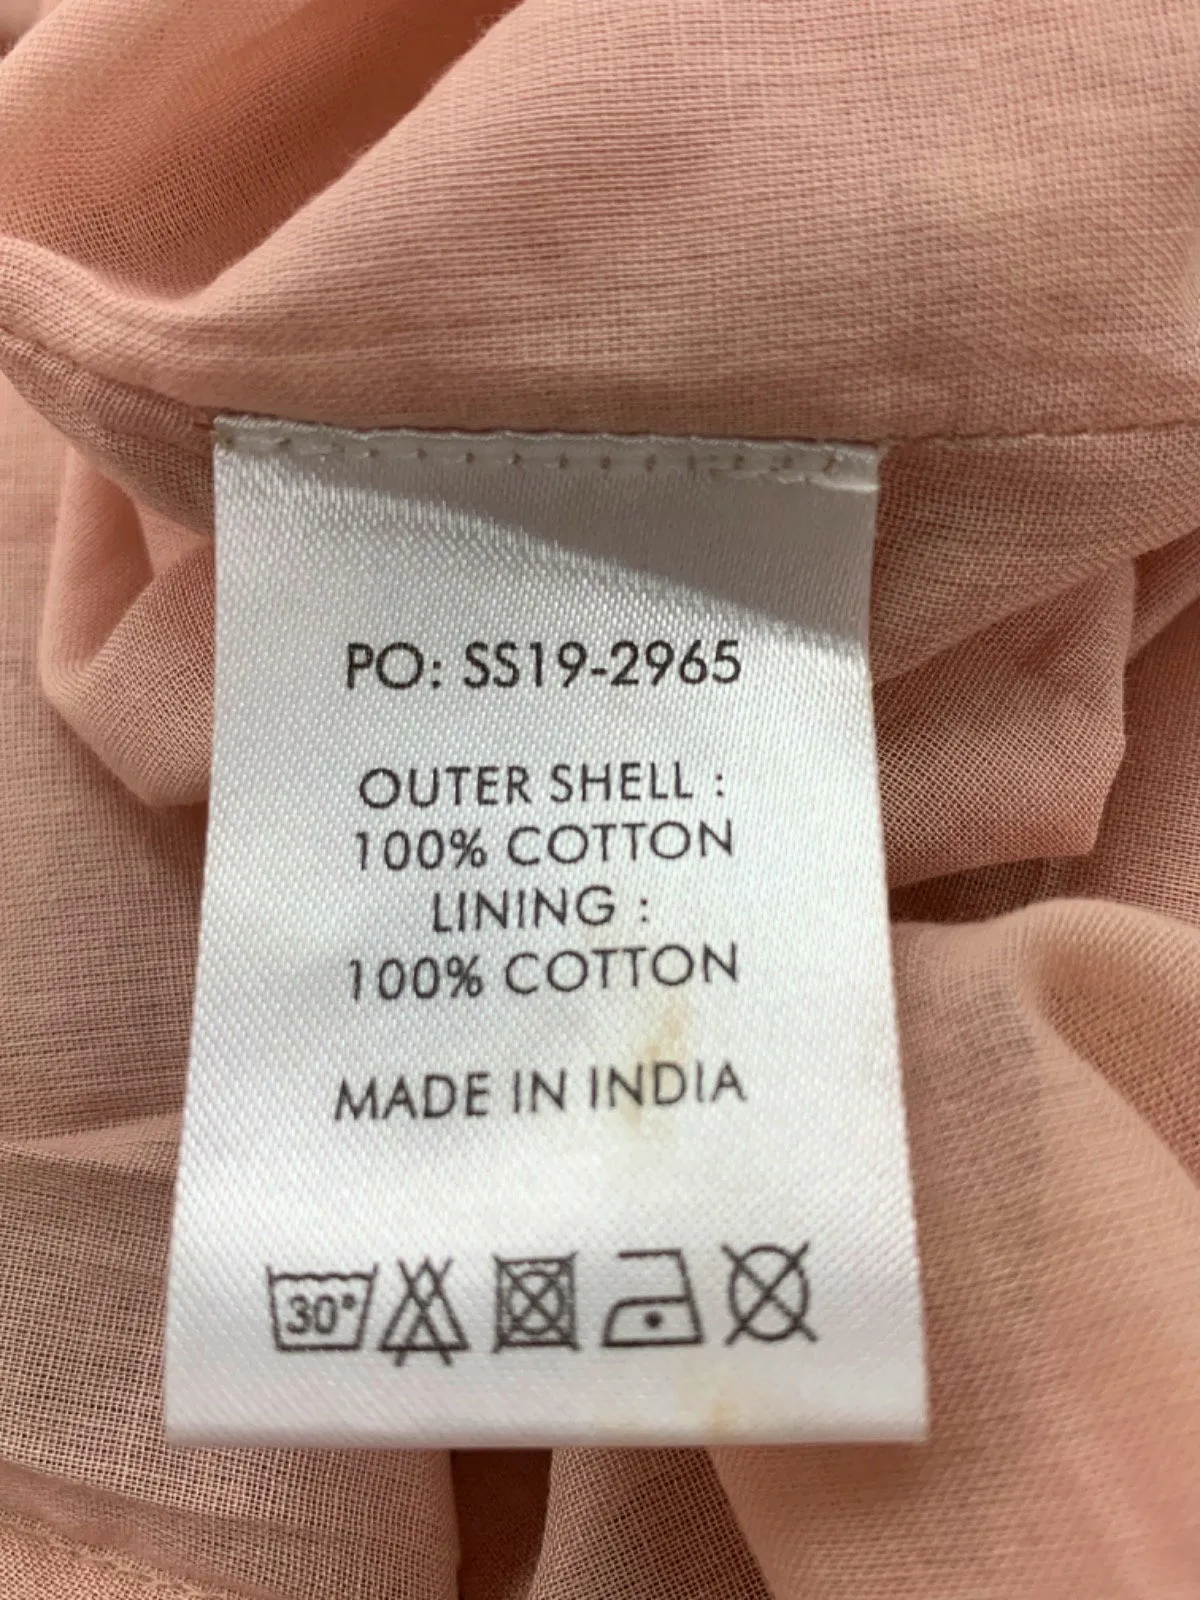 PO: SS19-2965
OUTER SHELL :
100% COTTON
LINING :
100% COTTON
MADE IN INDIA
30°